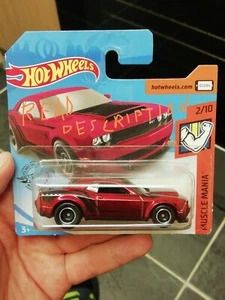 Hot Wheels
hotwheels.com
READ
DESCRIPTION
2/10
MUSCLE MANIA
3+